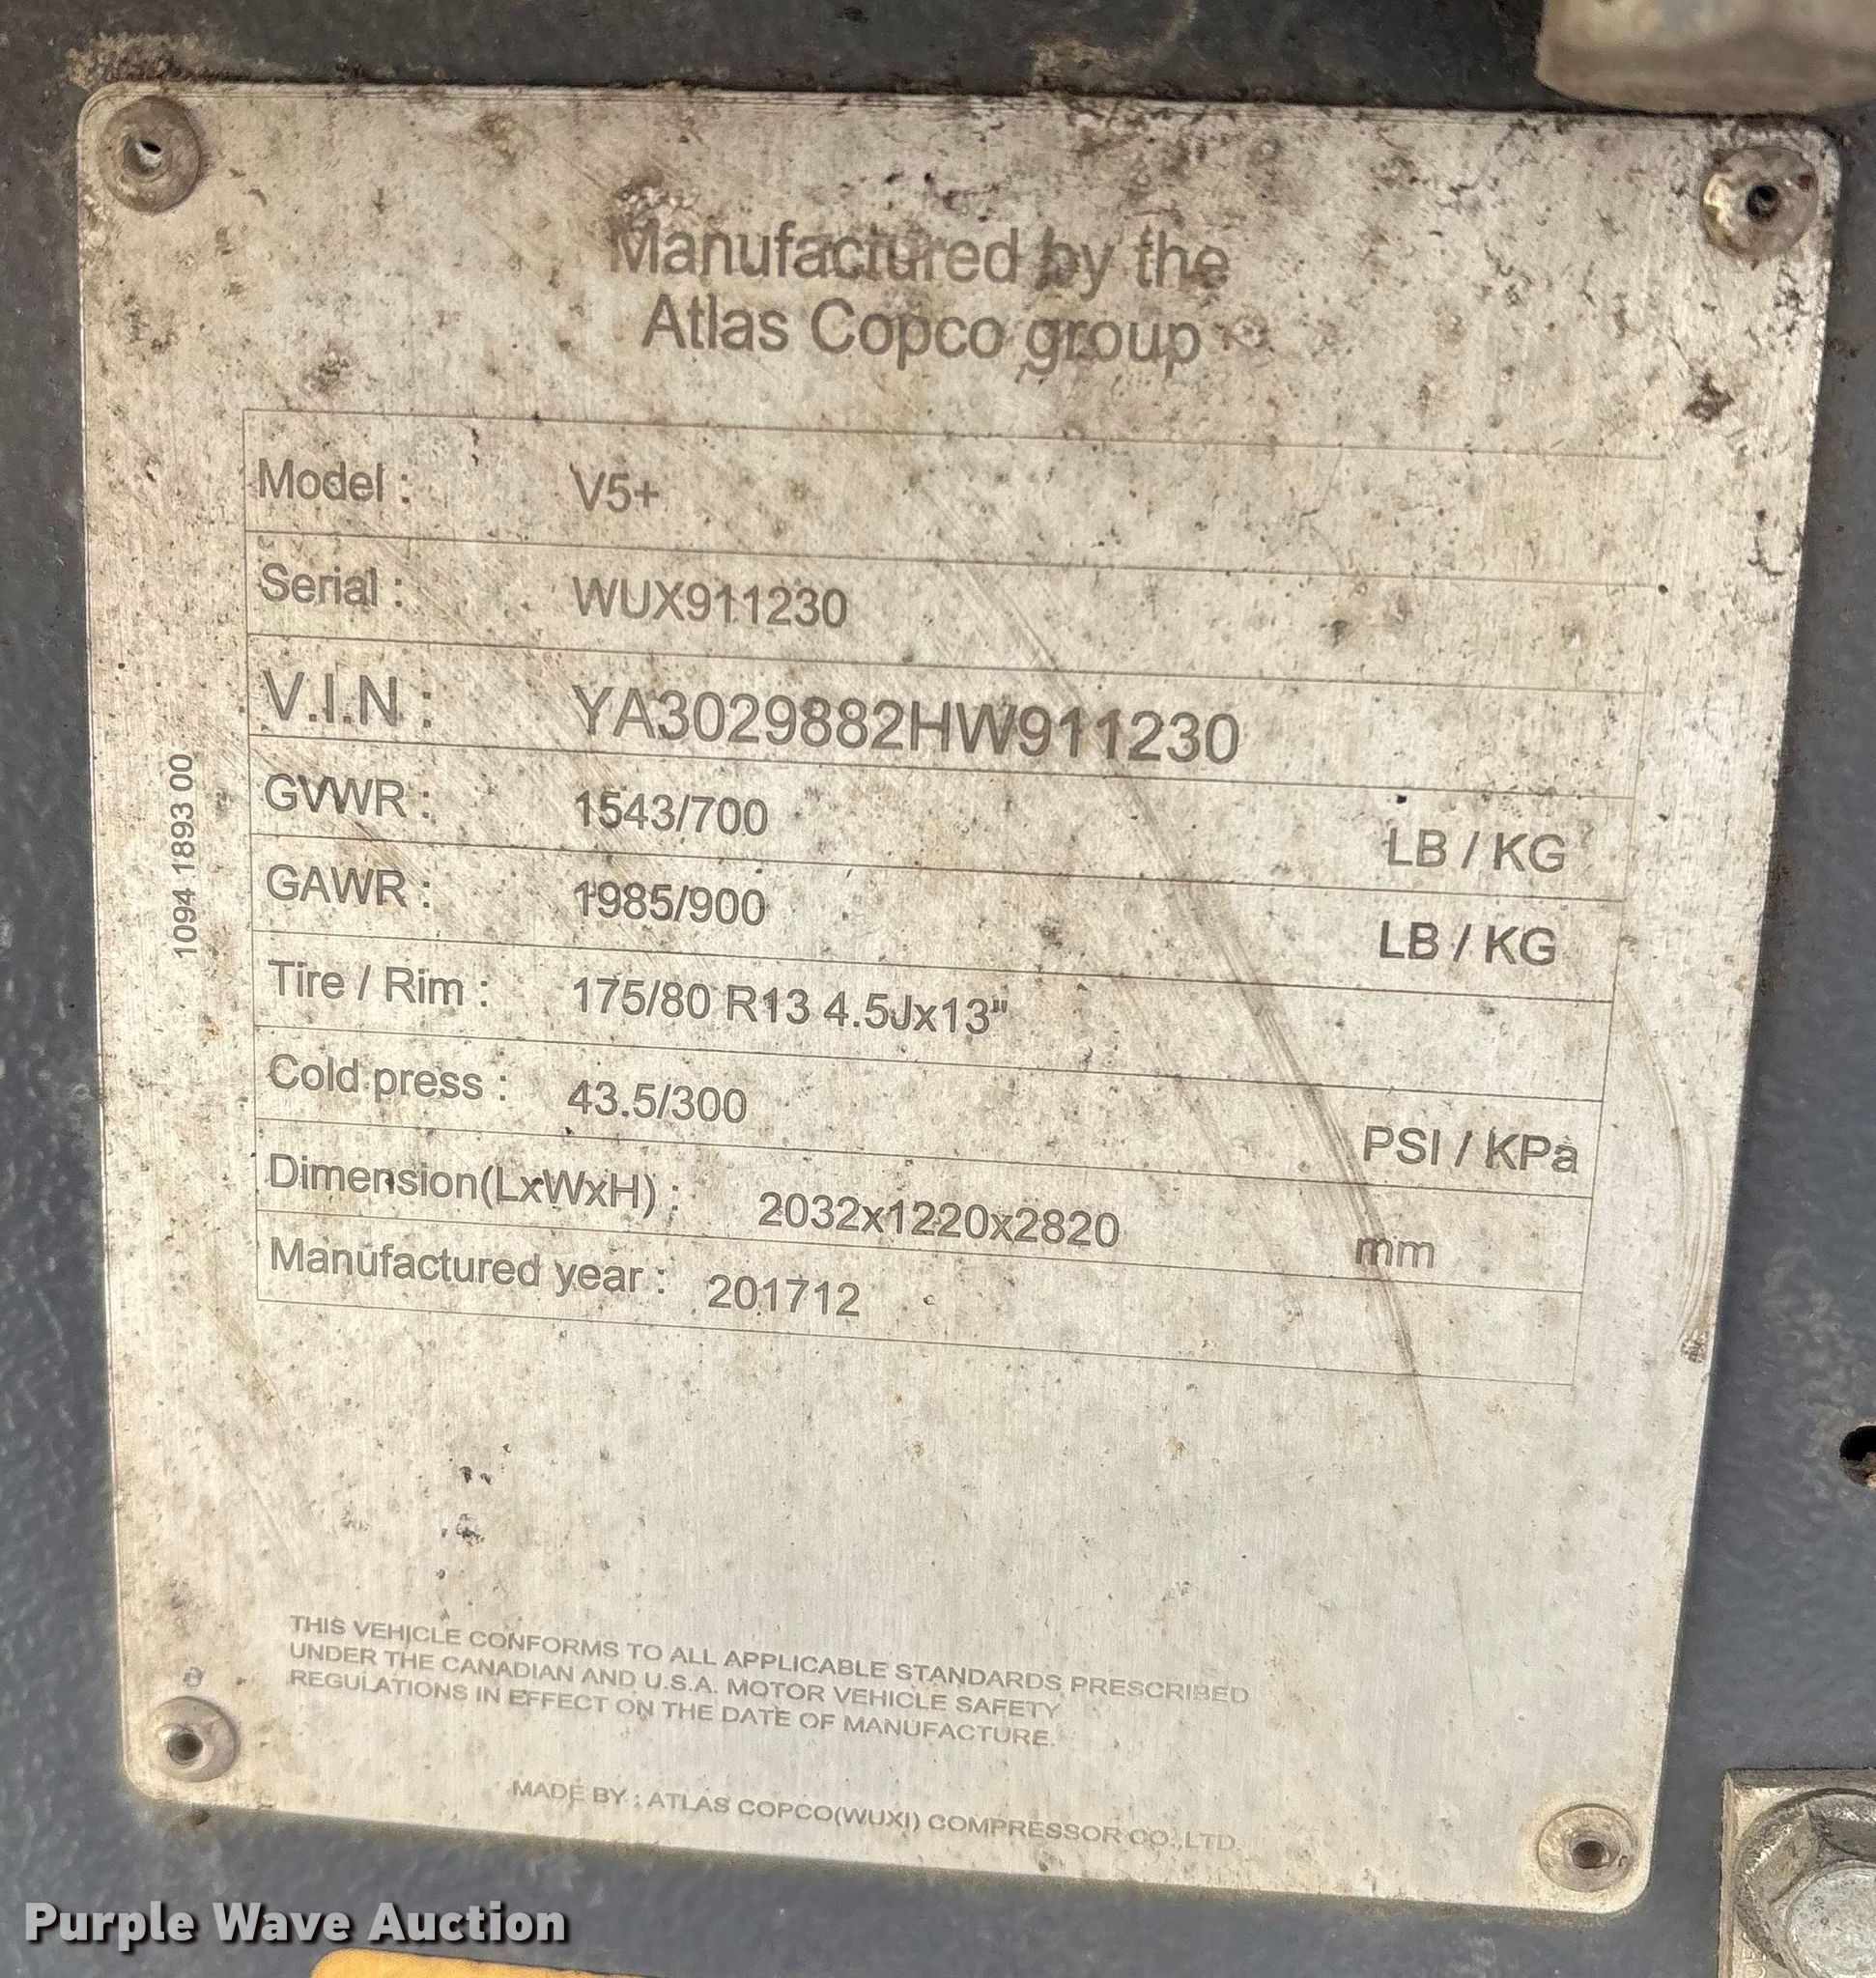 Manufactured by the
Atlas Copco group
Model : V5+
Serial : WUX911230
V.I.N : YA3029882HW911230
GVWR : 1543/700 LB / KG
GAWR : 1985/900 LB / KG
Tire / Rim : 175/80 R13 4.5Jx13"
Cold press : 43.5/300 PSI / KPa
Dimension(LxWxH) : 2032x1220x2820 mm
Manufactured year : 201712
1094 1893 00
THIS VEHICLE CONFORMS TO ALL APPLICABLE STANDARDS PRESCRIBED
UNDER THE CANADIAN AND U.S.A. MOTOR VEHICLE SAFETY
REGULATIONS IN EFFECT ON THE DATE OF MANUFACTURE.
MADE BY : ATLAS COPCO(WUXI) COMPRESSOR CO.,LTD
Purple Wave Auction